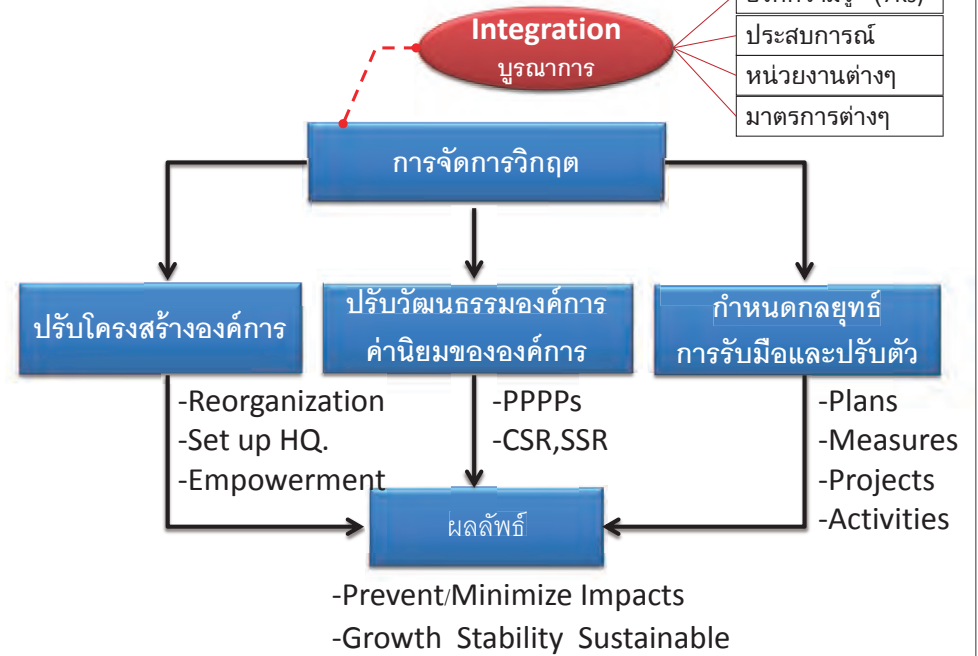 Integration
บูรณาการ
ประสบการณ์
หน่วยงานต่างๆ
มาตรการต่างๆ
การจัดการวิกฤต
ปรับโครงสร้างองค์การ
ปรับวัฒนธรรมองค์การ
ค่านิยมขององค์การ
กำหนดกลยุทธ์
การรับมือและปรับตัว
-Reorganization
-Set up HQ.
-Empowerment
-PPPPs
-CSR,SSR
-Plans
-Measures
-Projects
-Activities
ผลลัพธ์
-Prevent/Minimize Impacts
-Growth Stability Sustainable